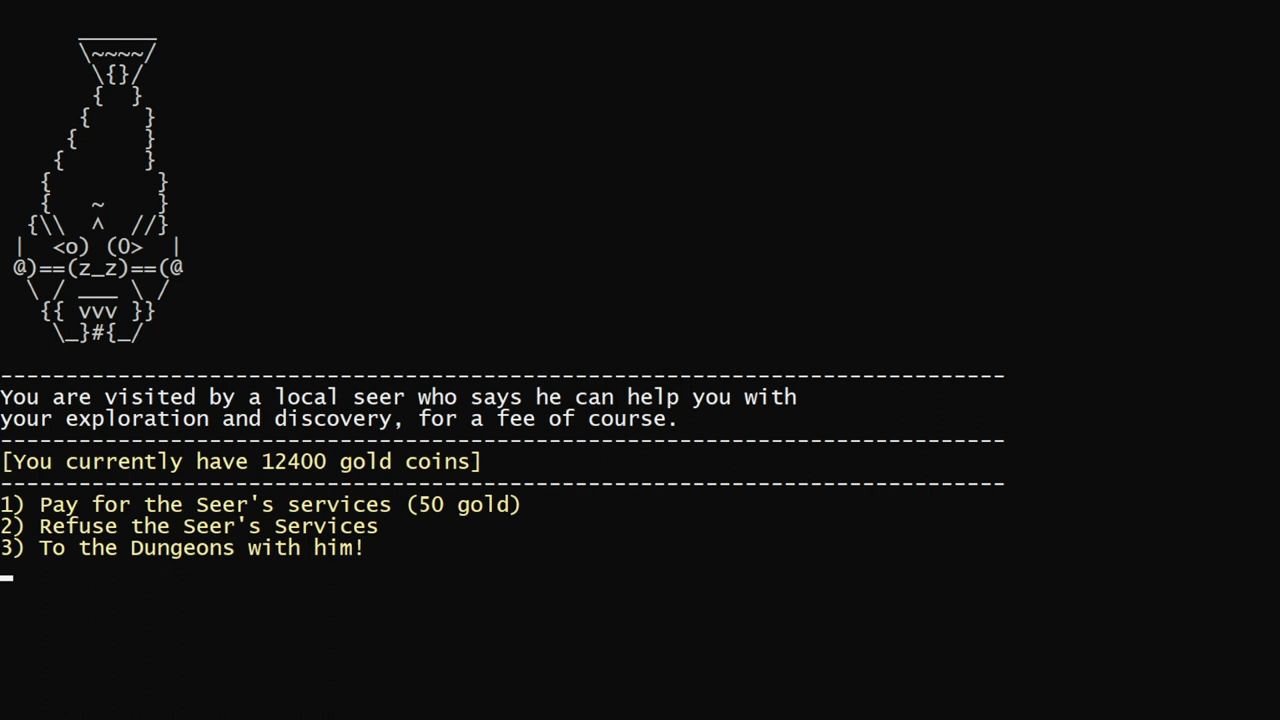 You are visited by a local seer who says he can help you with
your exploration and discovery, for a fee of course.
[You currently have 12400 gold coins]
1) Pay for the Seer's services (50 gold)
2) Refuse the Seer's Services
3) To the Dungeons with him!